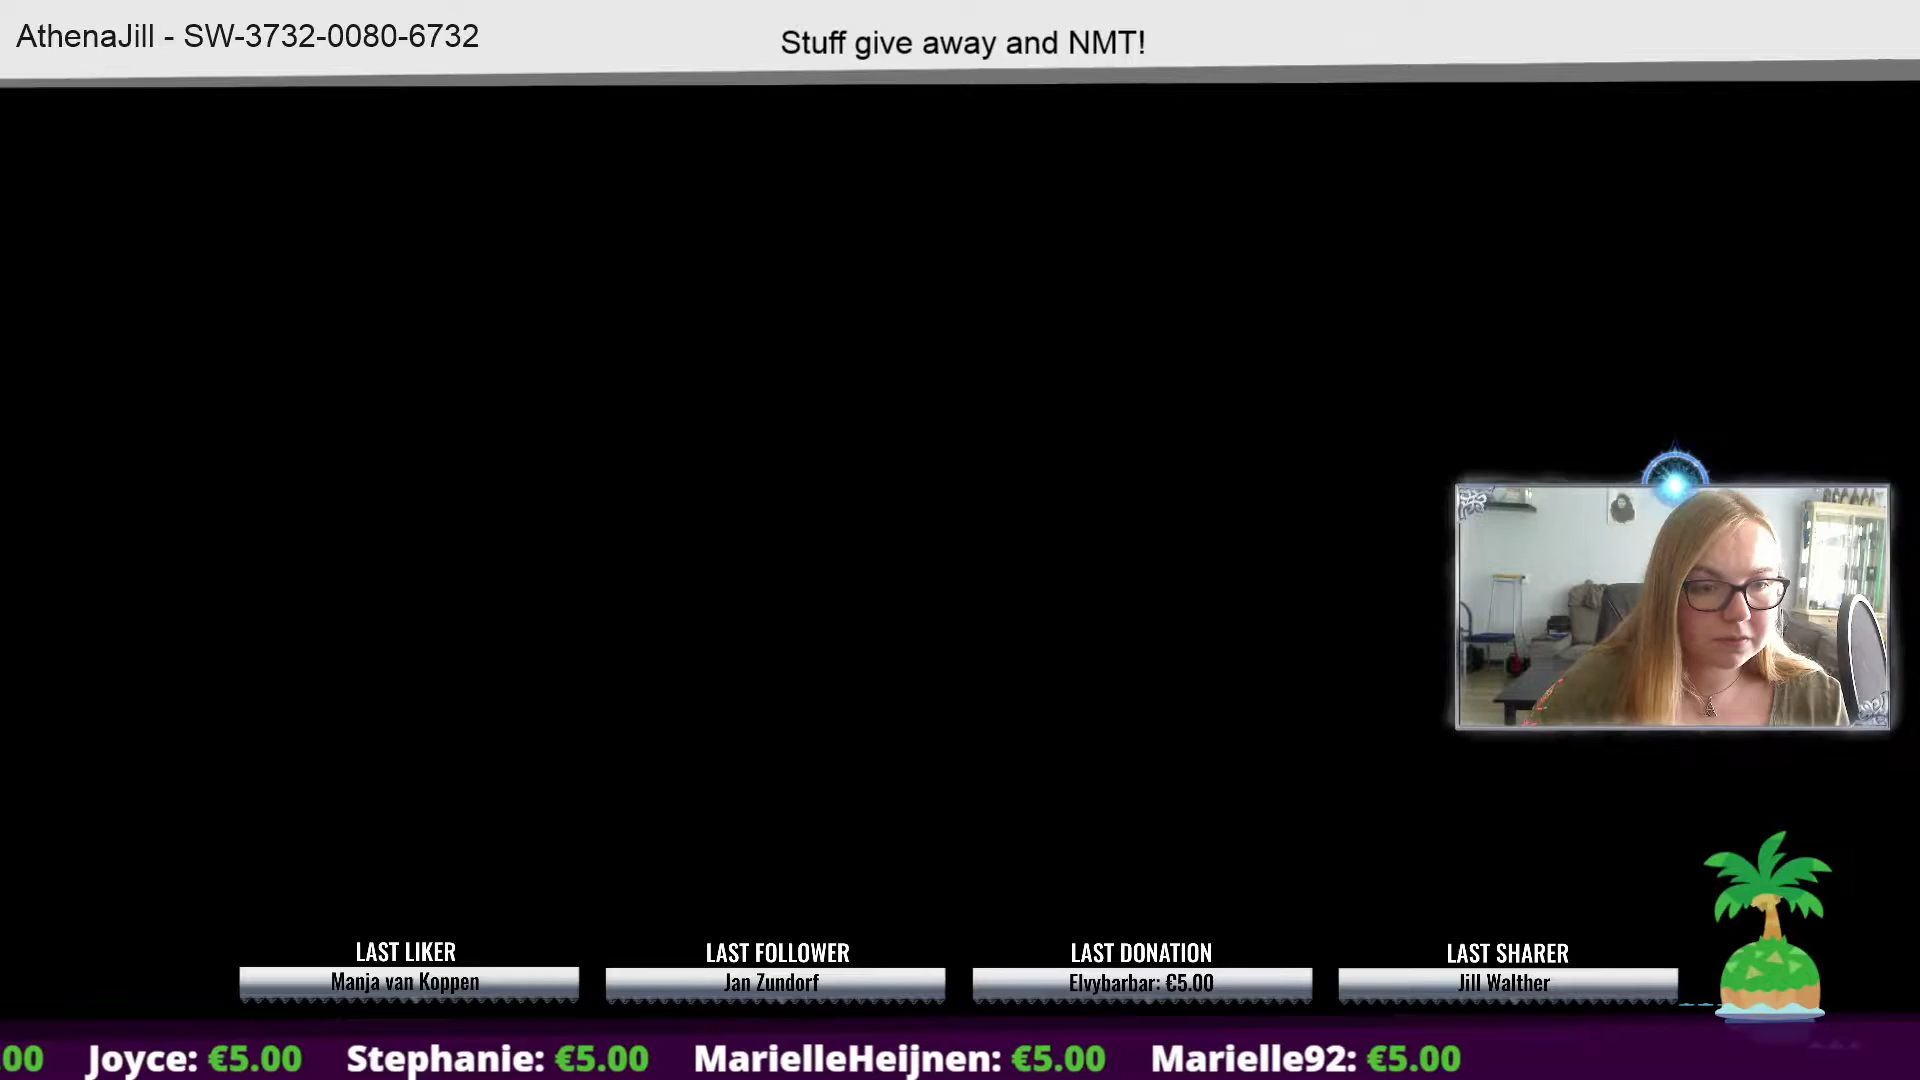 AthenaJill - SW-3732-0080-6732
Stuff give away and NMT!
LAST LIKER
Manja van Koppen
LAST FOLLOWER
Jan Zundorf
LAST DONATION
Elvybarbar: €5.00
LAST SHARER
Jill Walther
.00 Joyce: €5.00 Stephanie: €5.00 MarielleHeijnen: €5.00 Marielle92: €5.00